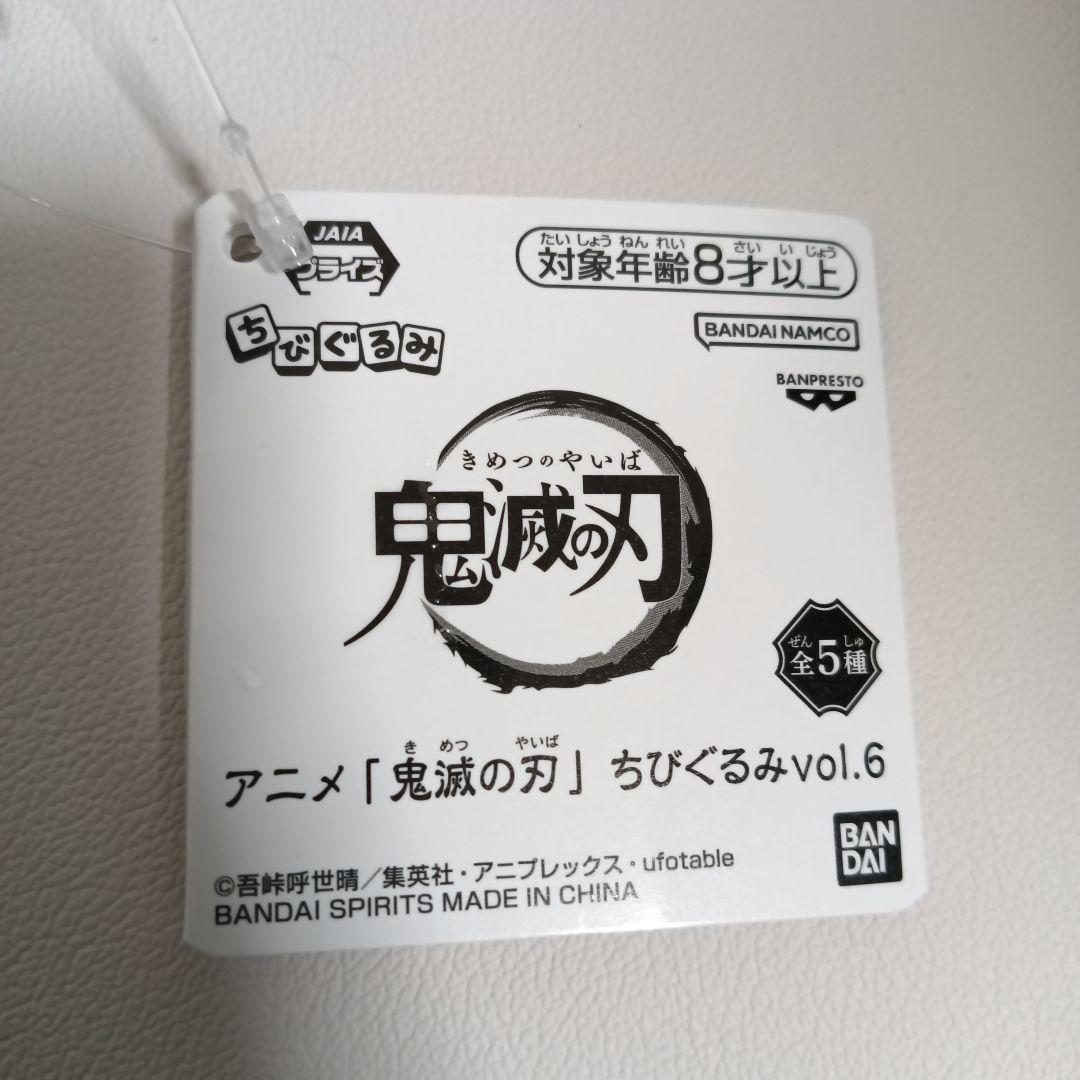 JAIA
プライズ
たいしょうねんれい さいいじょう
対象年齢8才以上
ちびぐるみ
BANDAI NAMCO
BANPRESTO
きめつのやいば
鬼滅の刃
ぜん しゅ
全5種
き めつ やいば
アニメ「鬼滅の刃」ちびぐるみvol.6
BAN
DAI
©吾峠呼世晴/集英社・アニプレックス・ufotable
BANDAI SPIRITS MADE IN CHINA